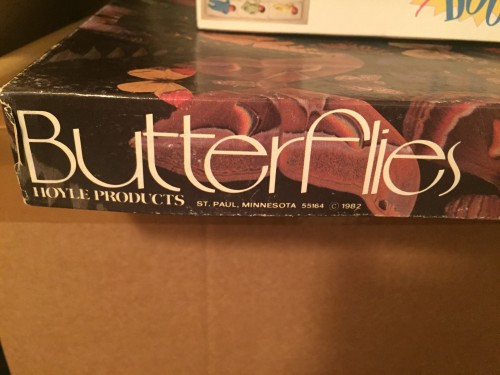 Butterflies
HOYLE PRODUCTS ST. PAUL, MINNESOTA 55164 © 1982